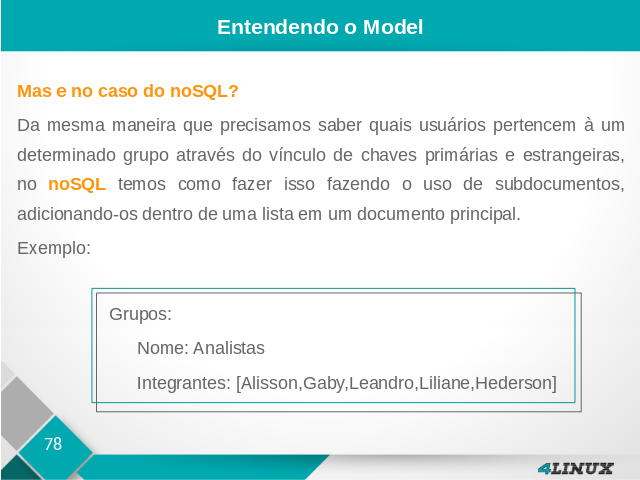 Entendendo o Model
Mas e no caso do noSQL?
Da mesma maneira que precisamos saber quais usuários pertencem à um
determinado grupo através do vínculo de chaves primárias e estrangeiras,
no noSQL temos como fazer isso fazendo o uso de subdocumentos,
adicionando-os dentro de uma lista em um documento principal.
Exemplo:
Grupos:
Nome: Analistas
Integrantes: [Alisson,Gaby,Leandro,Liliane,Hederson]
78
4LINUX